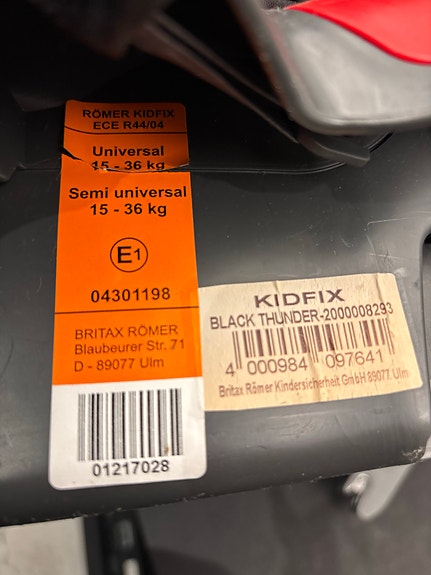 RÖMER KIDFIX
ECE R44/04
Universal
15 - 36 kg
Semi universal
15 - 36 kg
E1
04301198
BRITAX RÖMER
Blaubeurer Str. 71
D - 89077 Ulm
01217028
KIDFIX
BLACK THUNDER-2000008293
4 000984 097641
Britax Römer Kindersicherheit GmbH 89077 Ulm